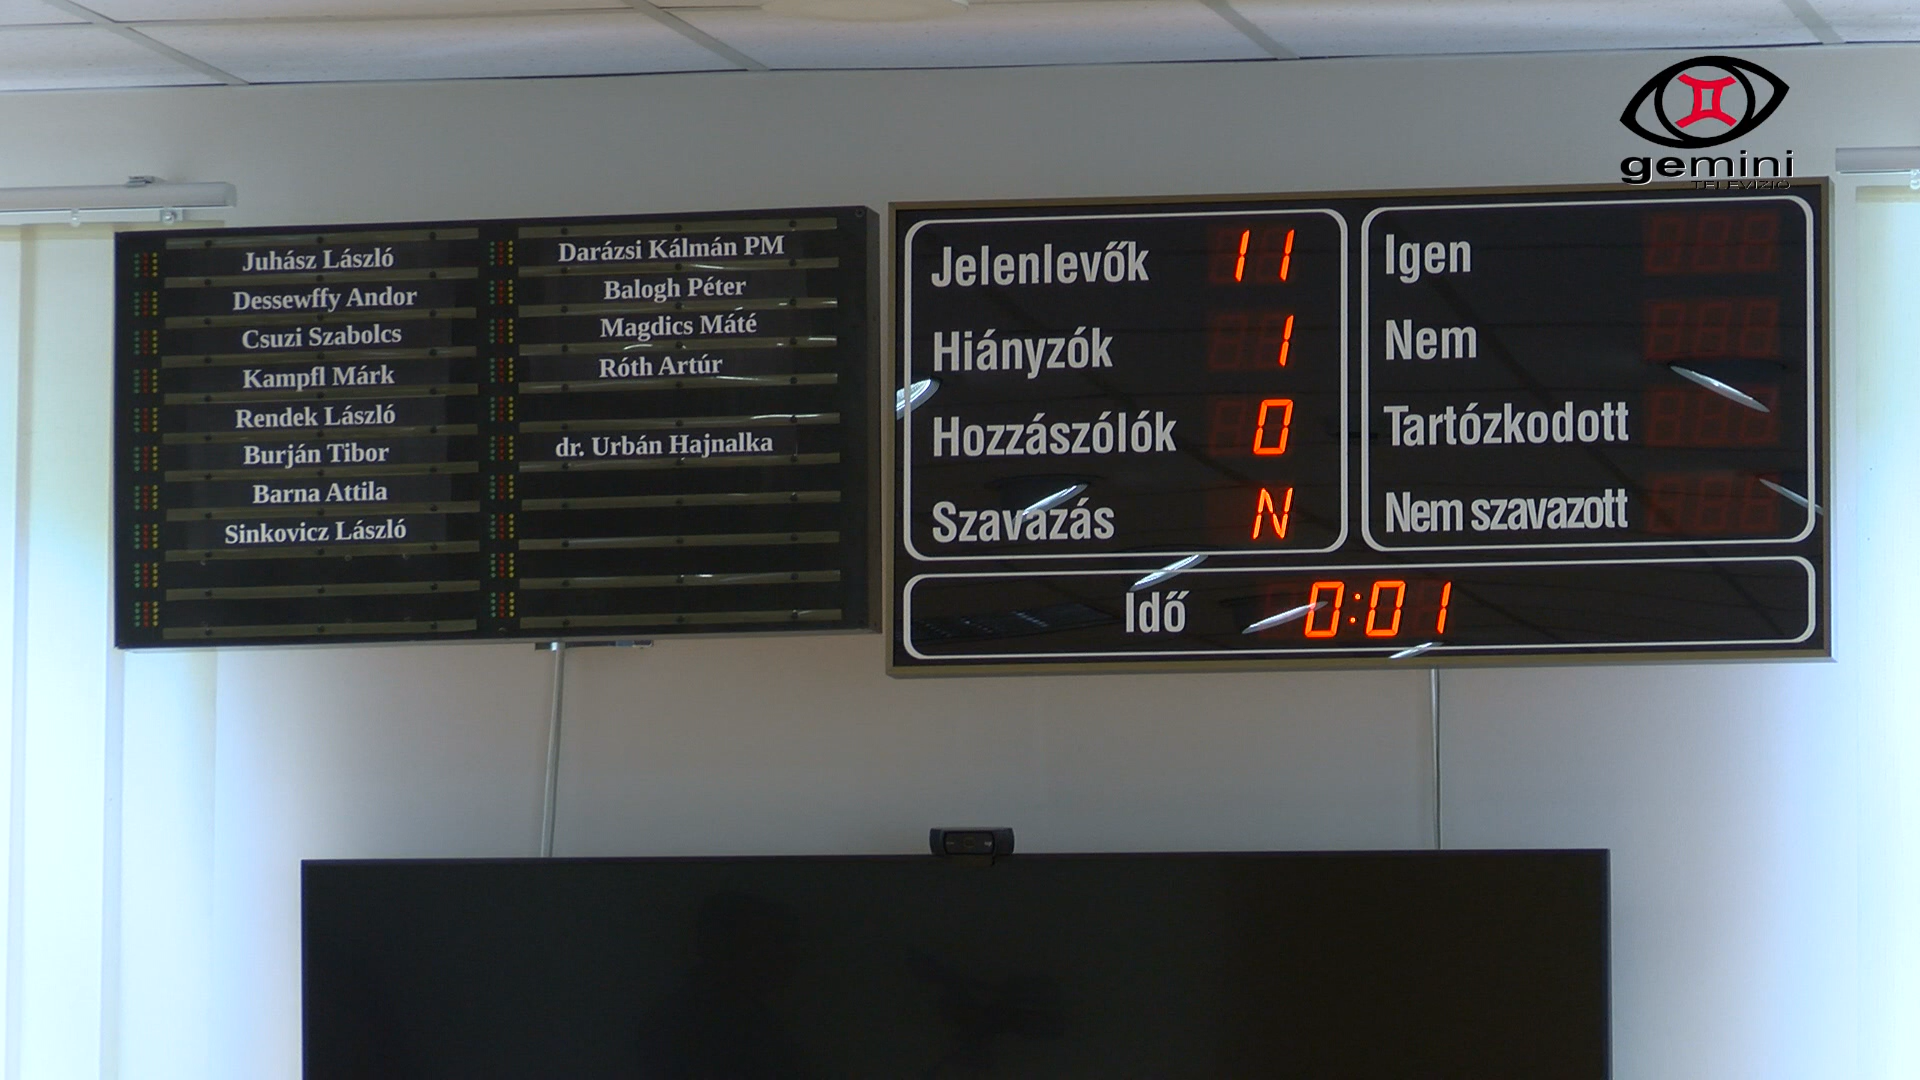 gemini
TELEVÍZIÓ
Juhász László
Dessewffy Andor
Csuzi Szabolcs
Kampfl Márk
Rendek László
Burján Tibor
Barna Attila
Sinkovicz László
Darázsi Kálmán PM
Balogh Péter
Magdics Máté
Róth Artúr
dr. Urbán Hajnalka
Jelenlevők 11
Hiányzók 1
Hozzászólók 0
Szavazás N
Igen
Nem
Tartózkodott
Nem szavazott
Idő 0:01